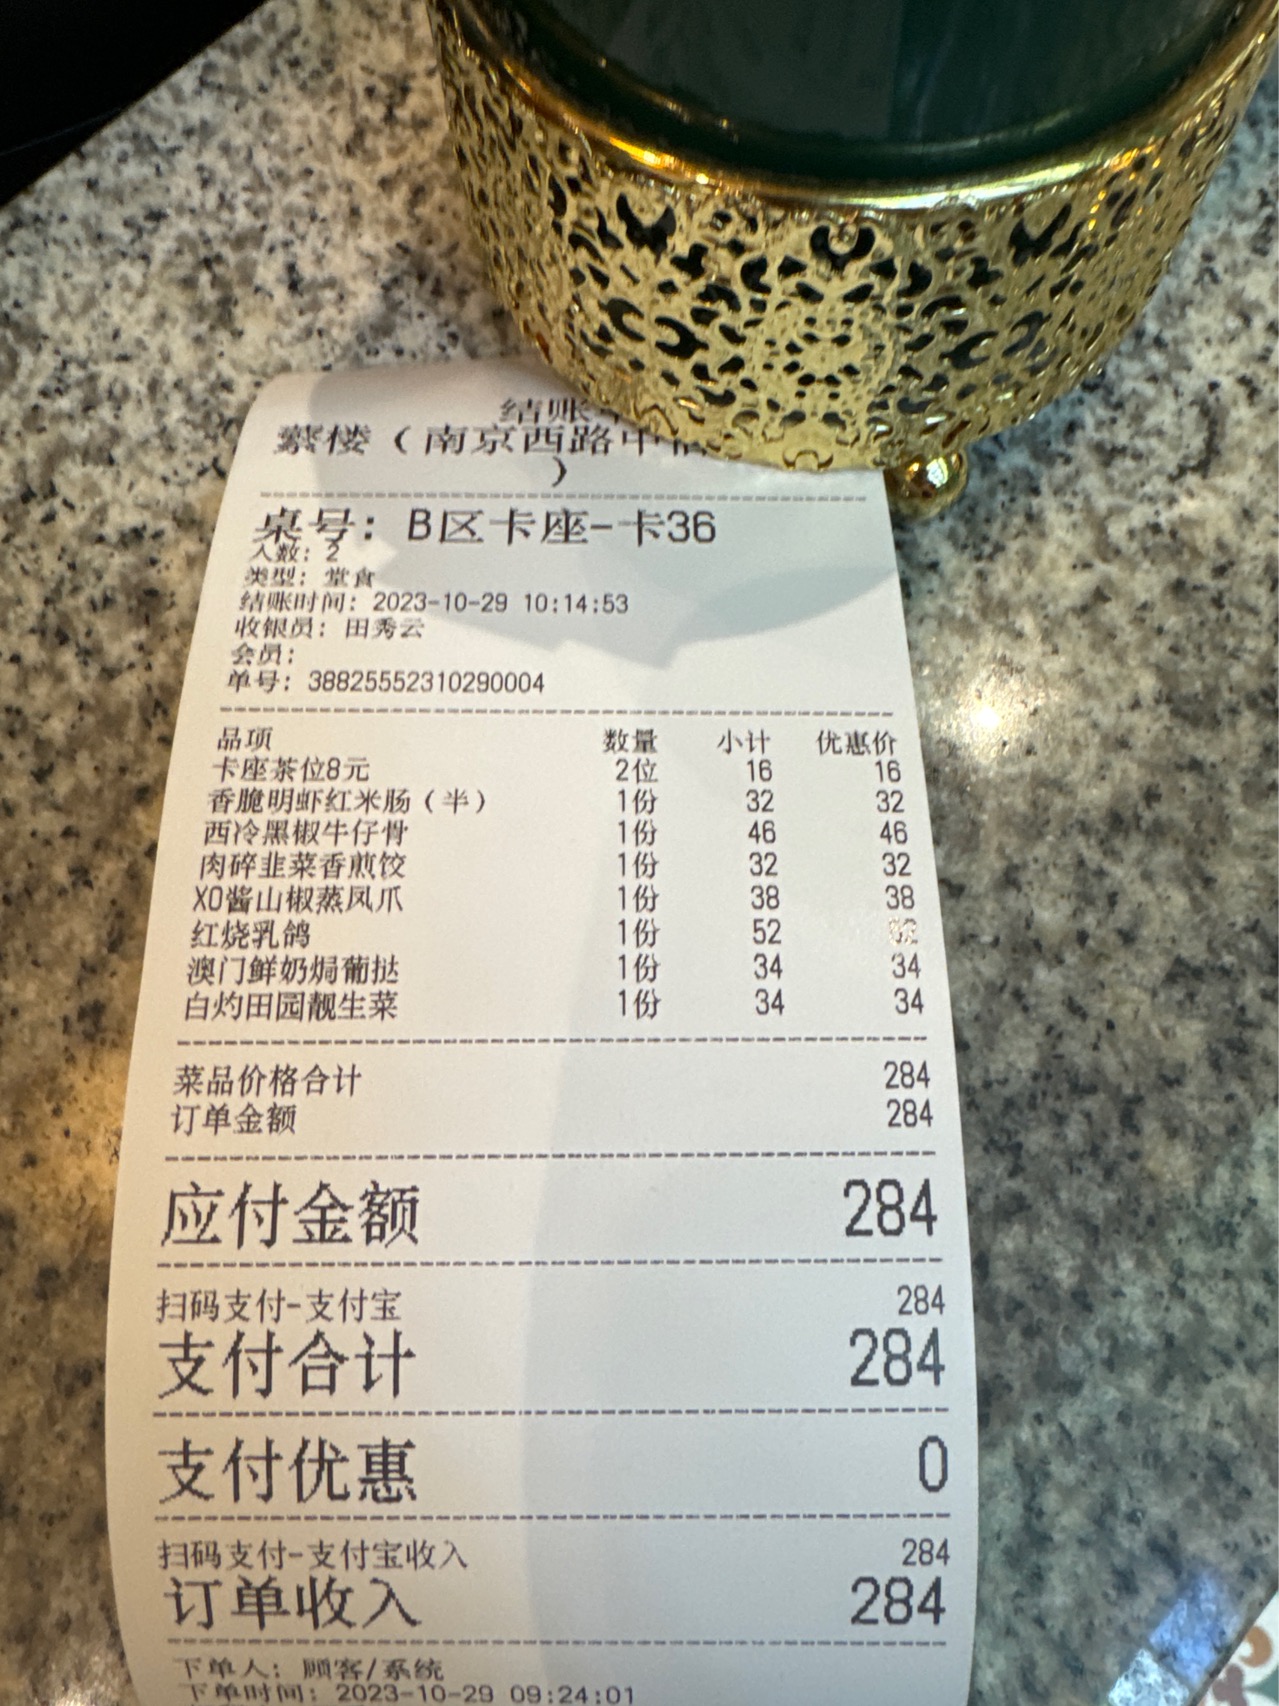 结账
蔡楼（南京西路中信
）
桌号：B区卡座-卡36
人数：2
类型：堂食
结账时间：2023-10-29 10:14:53
收银员：田秀云
会员：
单号：38825552310290004
品项 数量 小计 优惠价
卡座茶位8元 2位 16 16
香脆明虾红米肠（半） 1份 32 32
西冷黑椒牛仔骨 1份 46 46
肉碎韭菜香煎饺 1份 32 32
XO酱山椒蒸凤爪 1份 38 38
红烧乳鸽 1份 52 52
澳门鲜奶焗葡挞 1份 34 34
白灼田园靓生菜 1份 34 34
菜品价格合计 284
订单金额 284
应付金额 284
扫码支付-支付宝 284
支付合计 284
支付优惠 0
扫码支付-支付宝收入 284
订单收入 284
下单人：顾客/系统
下单时间：2023-10-29 09:24:01